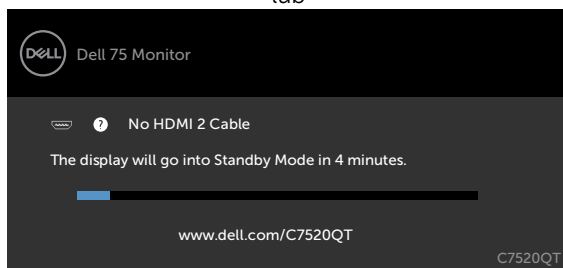 DELL
Dell 75 Monitor
? No HDMI 2 Cable
The display will go into Standby Mode in 4 minutes.
www.dell.com/C7520QT
C7520QT